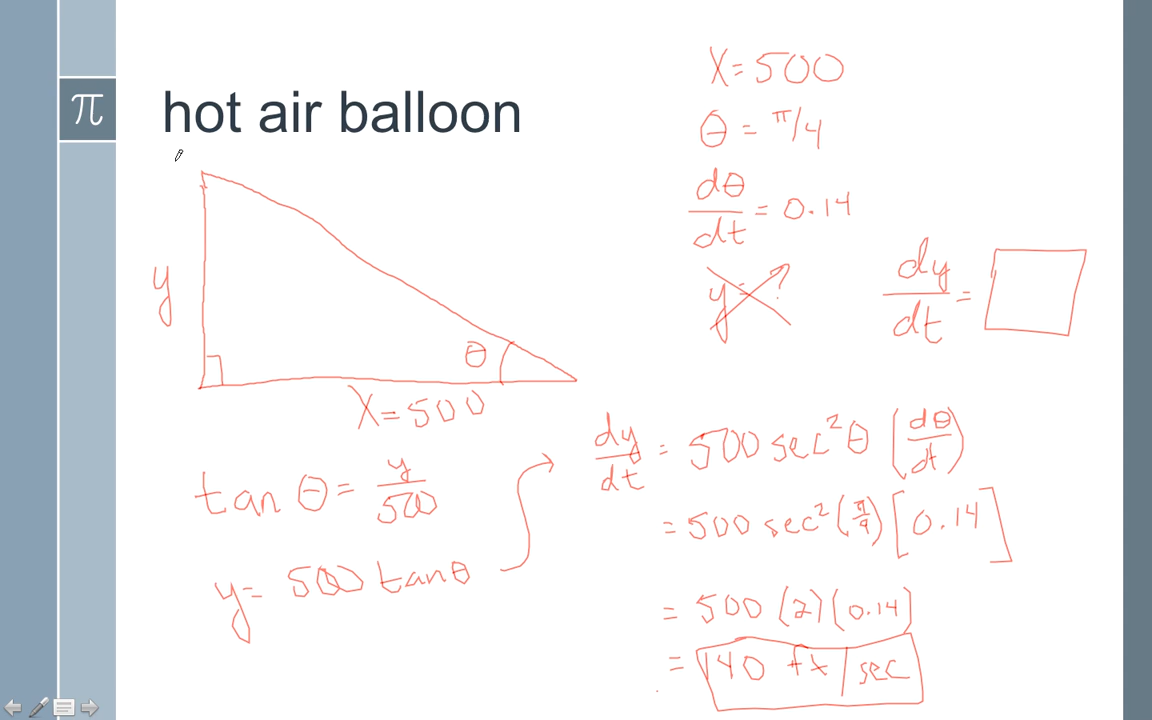 π
hot air balloon
x = 500
θ = π/4
dθ/dt = 0.14
y = ?
dy/dt =
y
θ
x = 500
tan θ = y/500
y = 500 tan θ
dy/dt = 500 sec²θ (dθ/dt)
= 500 sec² (π/4) [0.14]
= 500 (2) (0.14)
= 140 ft/sec